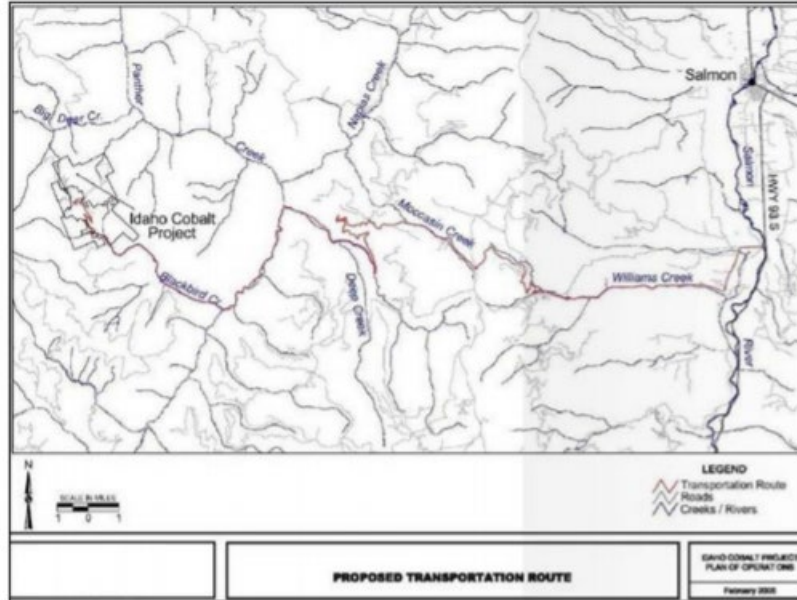 Salmon
Panther
Napias Creek
Big Deer Cr.
Creek
Salmon
HWY 93 S
Idaho Cobalt
Project
Moccasin Creek
Blackbird Cr.
Deep Creek
Williams Creek
River
N
SCALE IN MILES
1 0 1
LEGEND
Transportation Route
Roads
Creeks / Rivers
PROPOSED TRANSPORTATION ROUTE
IDAHO COBALT PROJECT
PLAN OF OPERATIONS